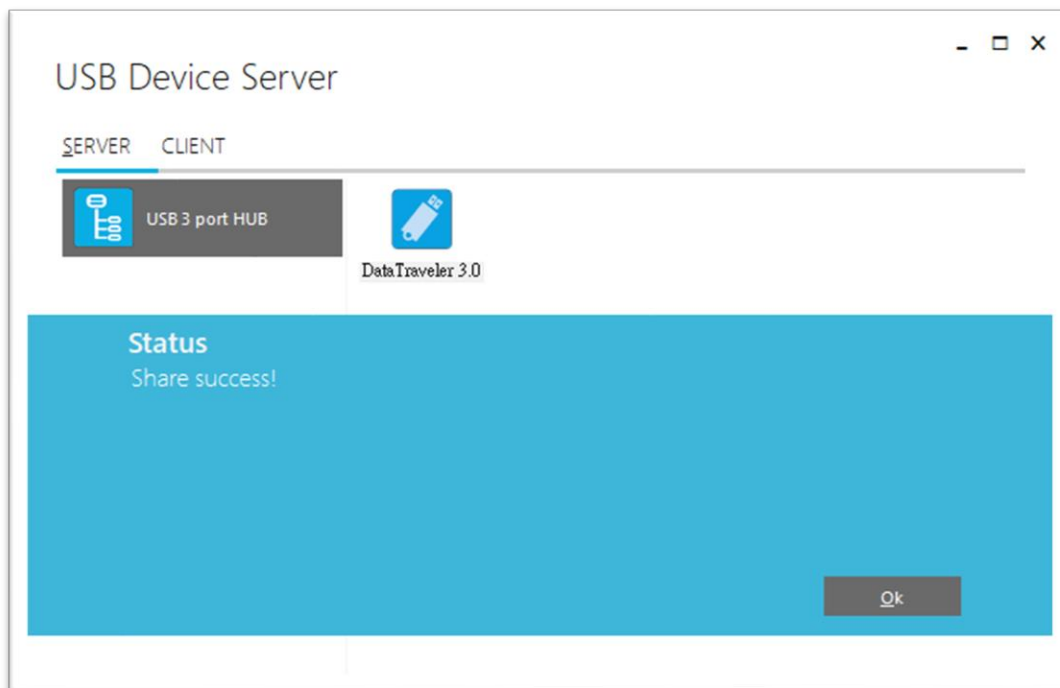 USB Device Server
SERVER CLIENT
USB 3 port HUB
DataTraveler 3.0
Status
Share success!
Ok